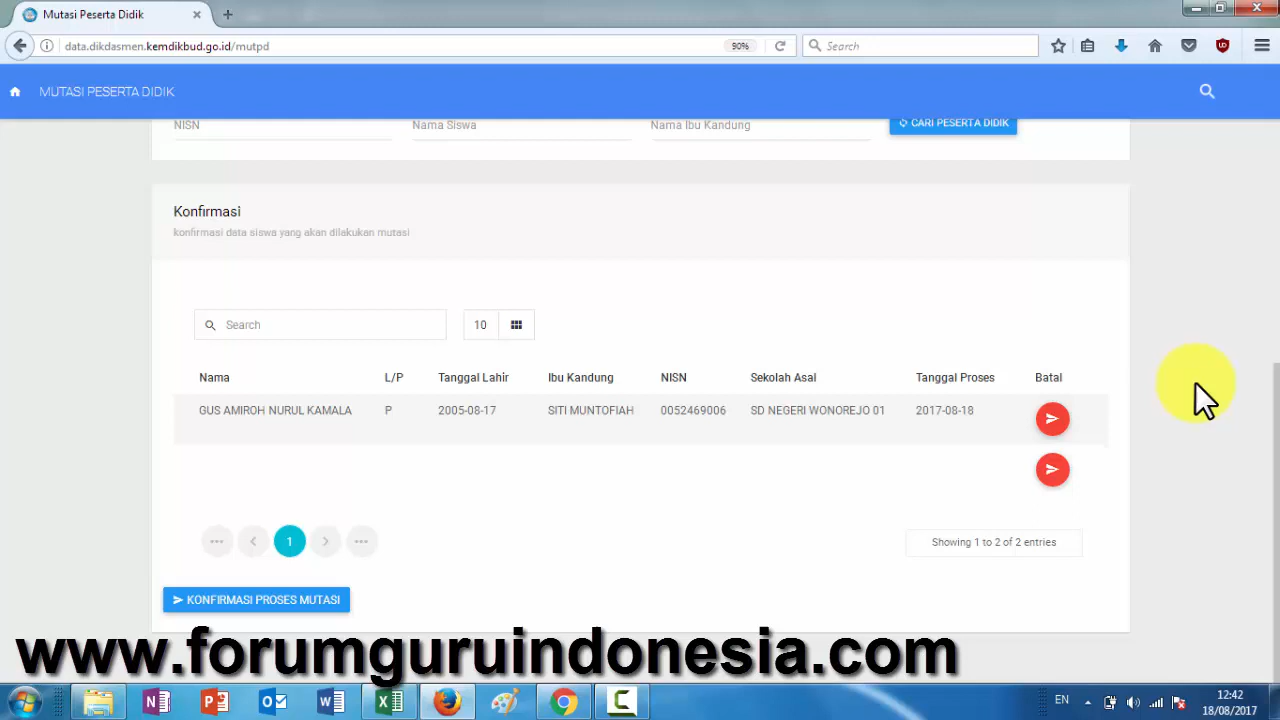 Mutasi Peserta Didik
data.dikdasmen.kemdikbud.go.id/mutpd
90%
Search
MUTASI PESERTA DIDIK
NISN
Nama Siswa
Nama Ibu Kandung
CARI PESERTA DIDIK
Konfirmasi
konfirmasi data siswa yang akan dilakukan mutasi
Search
10
Nama L/P Tanggal Lahir Ibu Kandung NISN Sekolah Asal Tanggal Proses Batal
GUS AMIROH NURUL KAMALA P 2005-08-17 SITI MUNTOFIAH 0052469006 SD NEGERI WONOREJO 01 2017-08-18
1
Showing 1 to 2 of 2 entries
KONFIRMASI PROSES MUTASI
www.forumguruindonesia.com
EN
12:42
18/08/2017